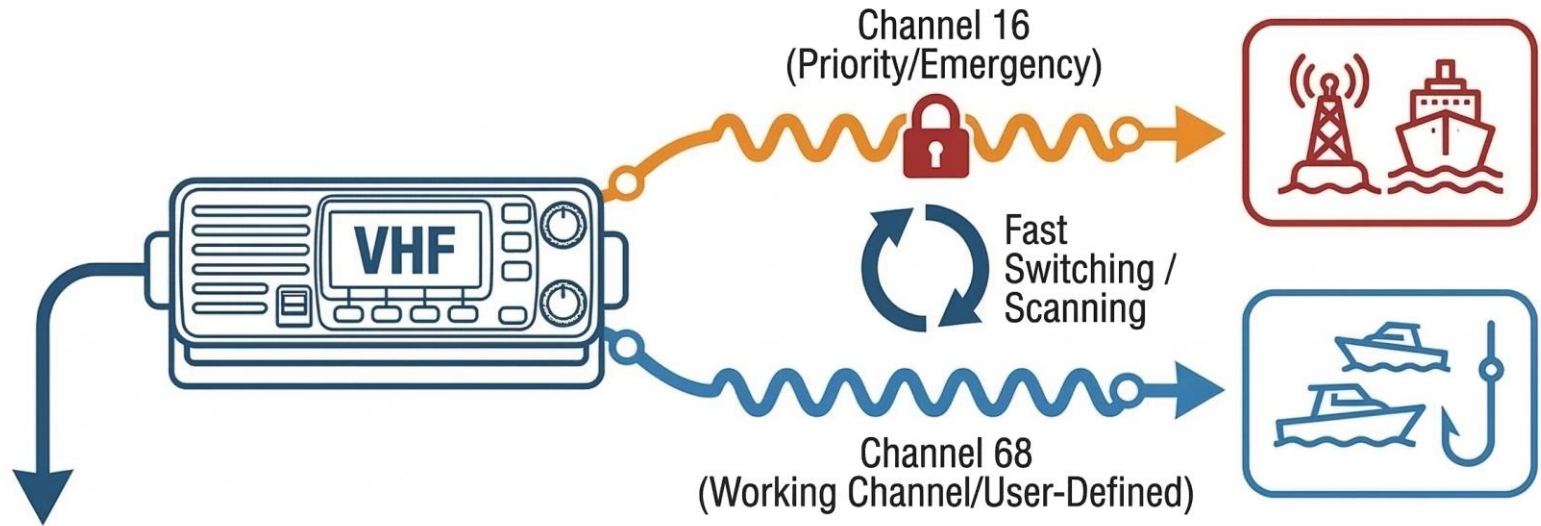 Channel 16
(Priority/Emergency)
VHF
Fast
Switching /
Scanning
Channel 68
(Working Channel/User-Defined)